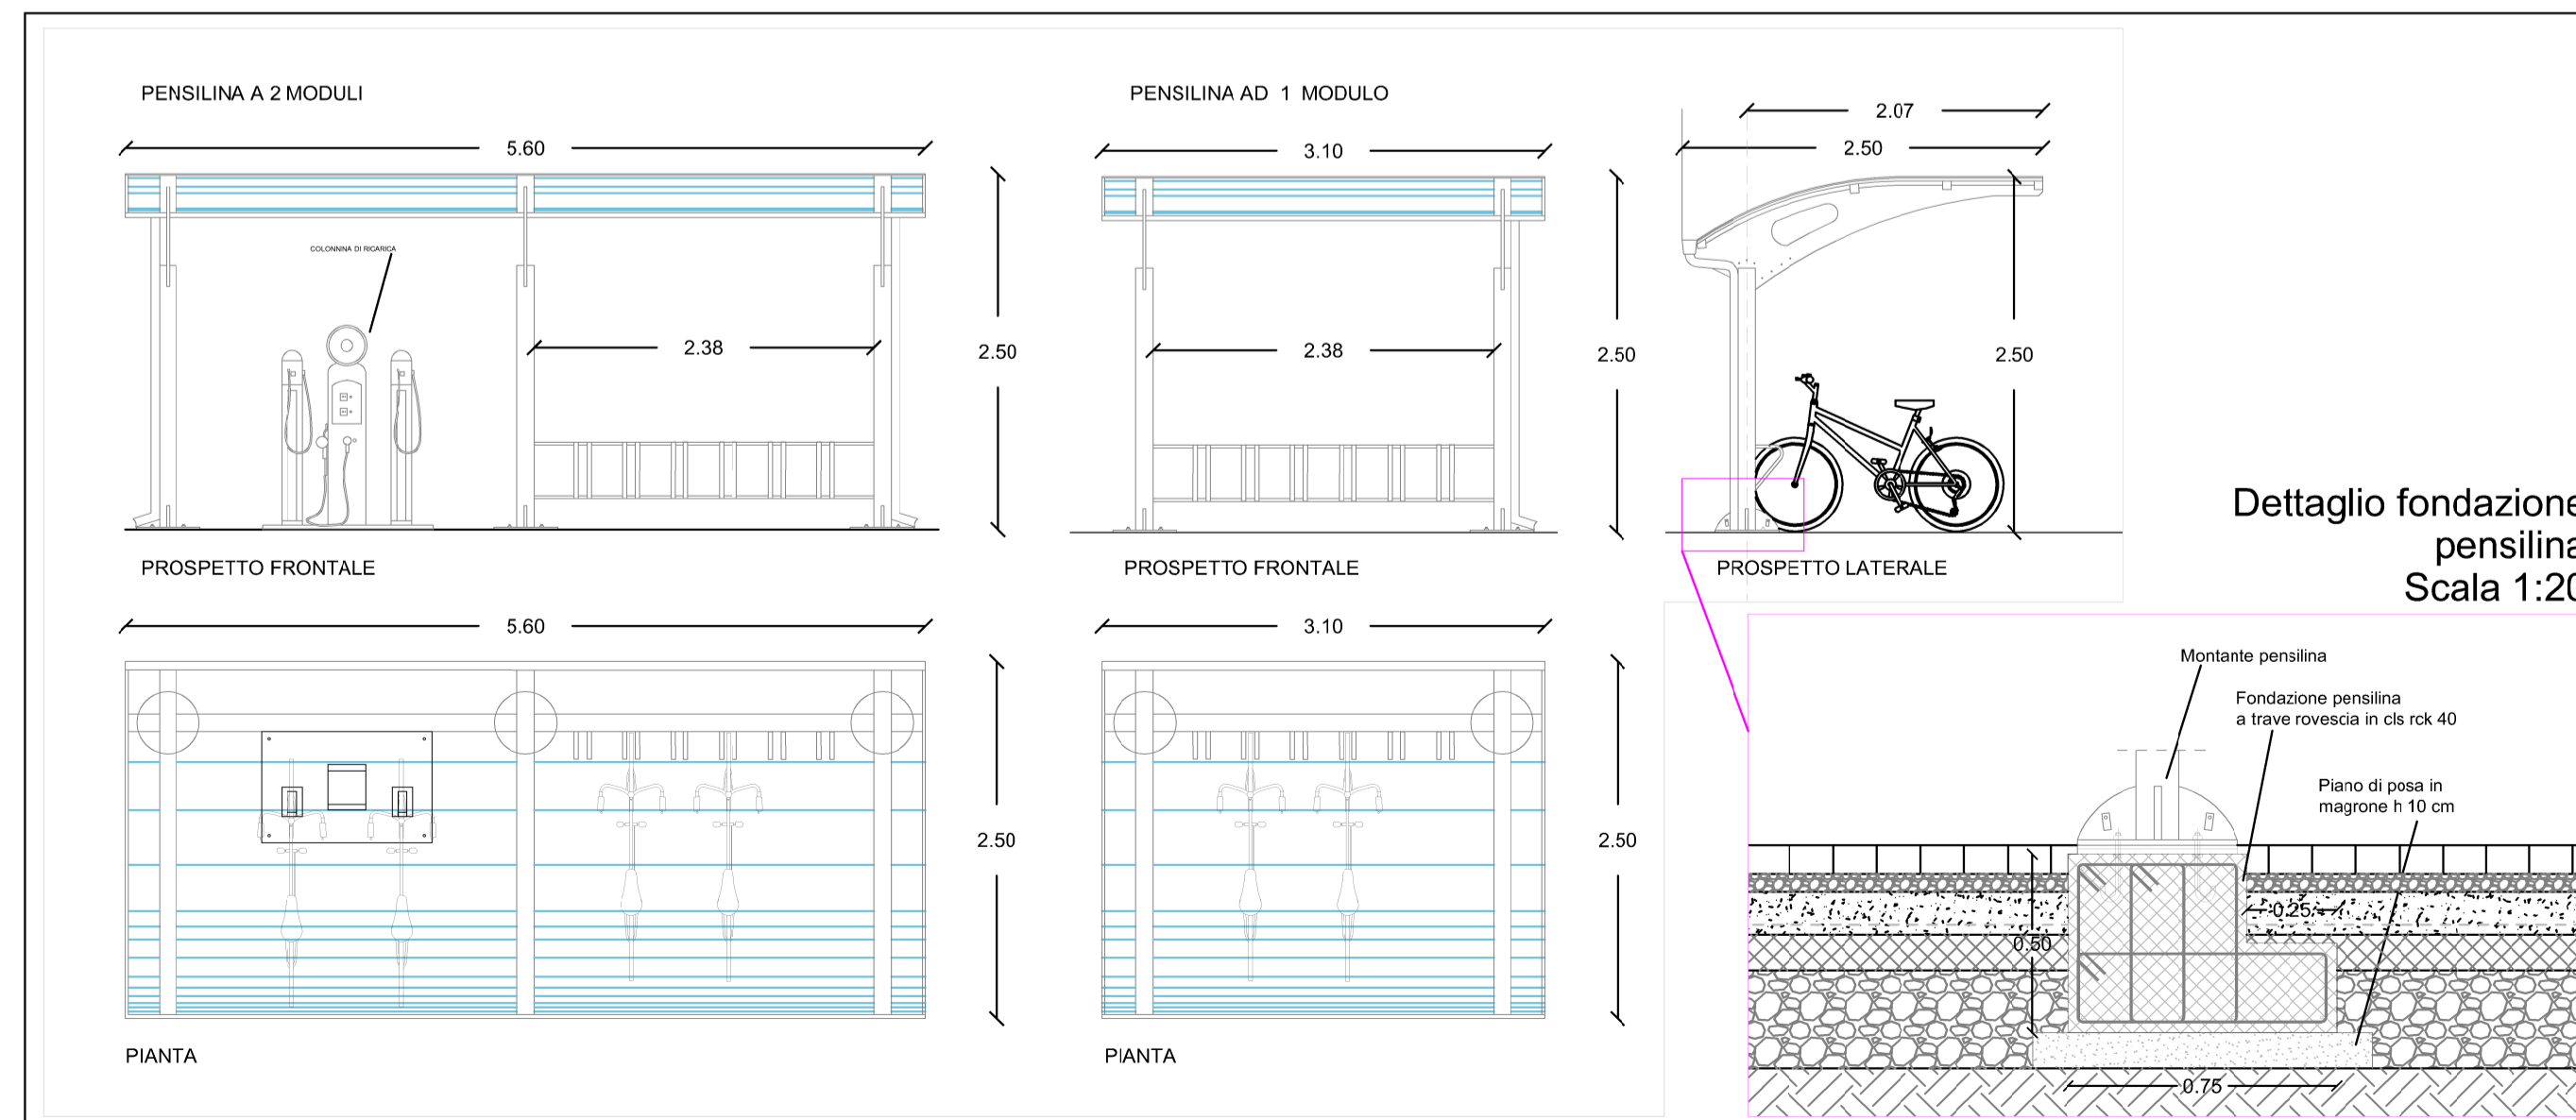 PENSILINA A 2 MODULI
PENSILINA AD 1 MODULO
2.07
5.60
3.10
2.50
COLONNINA DI RICARICA
2.38
2.50
2.38
2.50
2.50
PROSPETTO FRONTALE
PROSPETTO FRONTALE
PROSPETTO LATERALE
Dettaglio fondazione
pensilina
Scala 1:20
5.60
3.10
2.50
2.50
PIANTA
PIANTA
Montante pensilina
Fondazione pensilina
a trave rovescia in cls rck 40
Piano di posa in
magrone h 10 cm
0.25
0.50
0.75